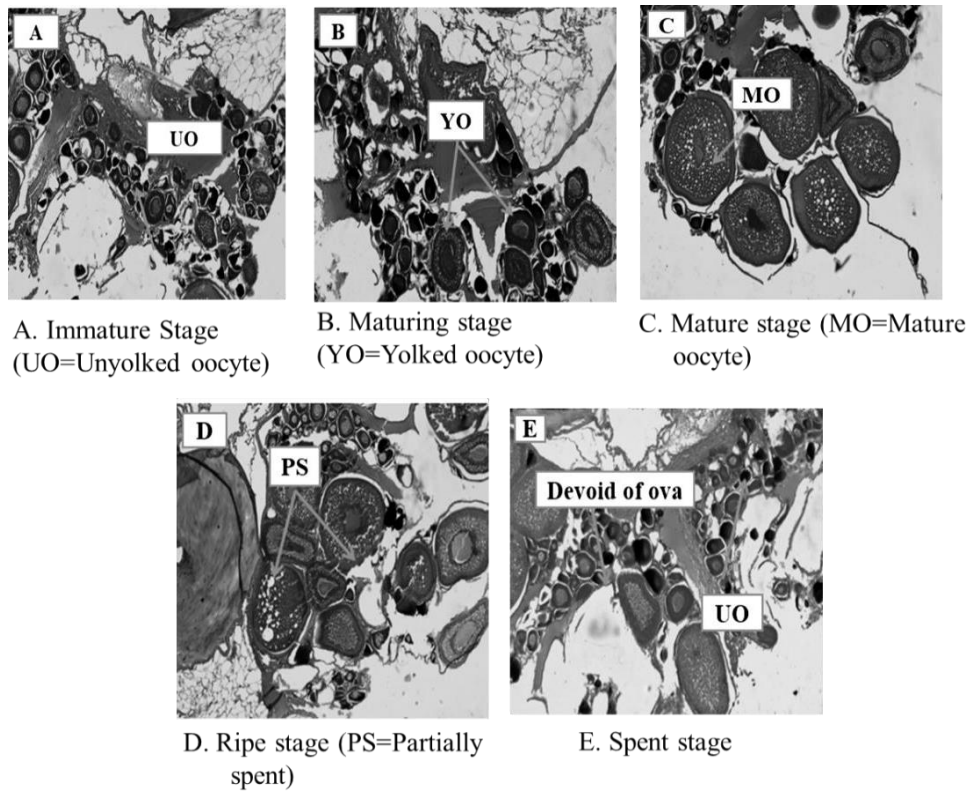 A
UO
B
YO
C
MO
A. Immature Stage
(UO=Unyolked oocyte)
B. Maturing stage
(YO=Yolked oocyte)
C. Mature stage (MO=Mature
oocyte)
D
PS
E
Devoid of ova
UO
D. Ripe stage (PS=Partially
spent)
E. Spent stage